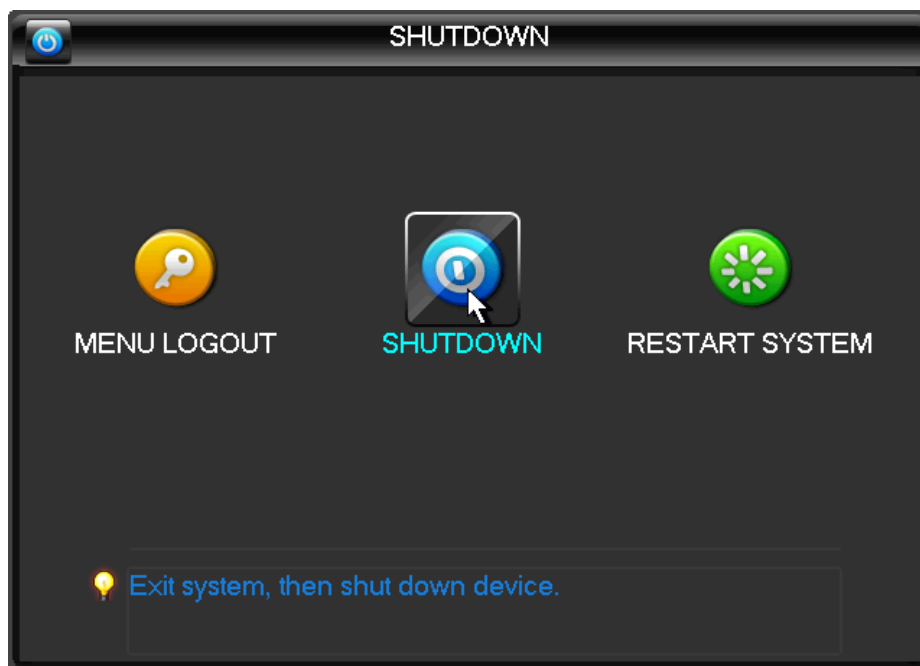 SHUTDOWN
MENU LOGOUT
SHUTDOWN
RESTART SYSTEM
Exit system, then shut down device.